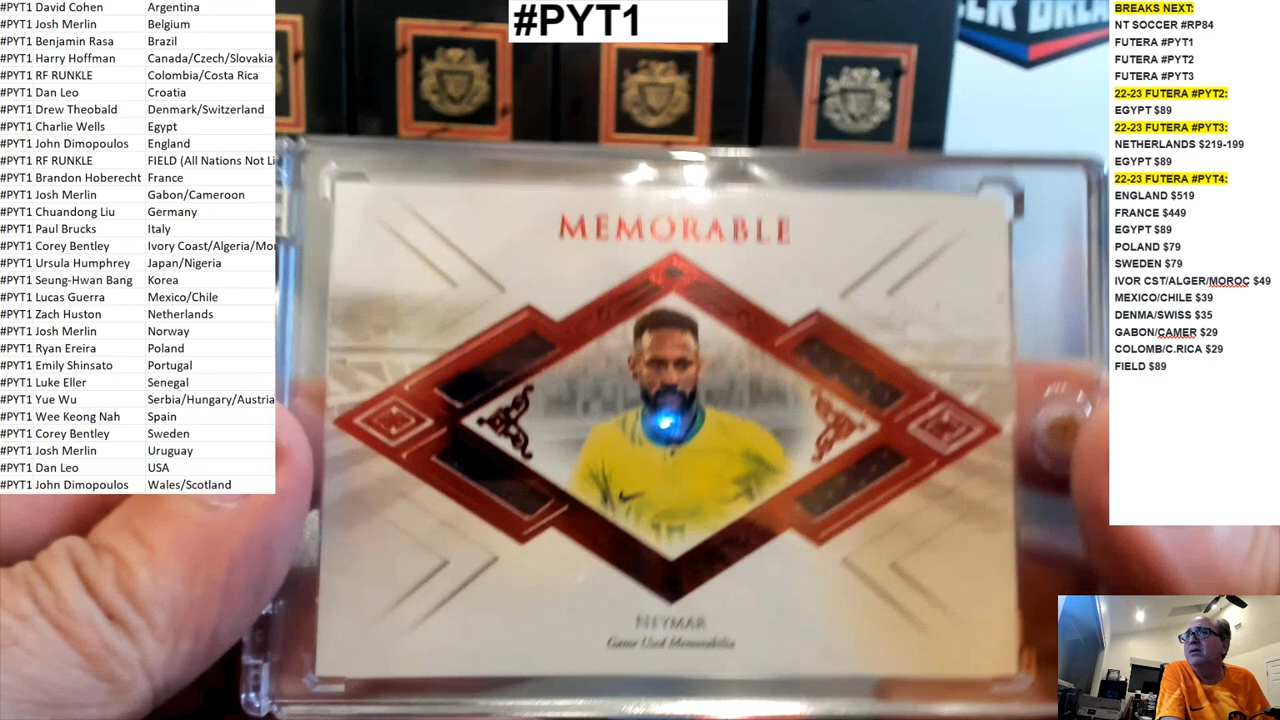 #PYT1
#PYT1 David Cohen Argentina
#PYT1 Josh Merlin Belgium
#PYT1 Benjamin Rasa Brazil
#PYT1 Harry Hoffman Canada/Czech/Slovakia
#PYT1 RF RUNKLE Colombia/Costa Rica
#PYT1 Dan Leo Croatia
#PYT1 Drew Theobald Denmark/Switzerland
#PYT1 Charlie Wells Egypt
#PYT1 John Dimopoulos England
#PYT1 RF RUNKLE FIELD (All Nations Not Li
#PYT1 Brandon Hoberecht France
#PYT1 Josh Merlin Gabon/Cameroon
#PYT1 Chuandong Liu Germany
#PYT1 Paul Brucks Italy
#PYT1 Corey Bentley Ivory Coast/Algeria/Mor
#PYT1 Ursula Humphrey Japan/Nigeria
#PYT1 Seung-Hwan Bang Korea
#PYT1 Lucas Guerra Mexico/Chile
#PYT1 Zach Huston Netherlands
#PYT1 Josh Merlin Norway
#PYT1 Ryan Ereira Poland
#PYT1 Emily Shinsato Portugal
#PYT1 Luke Eller Senegal
#PYT1 Yue Wu Serbia/Hungary/Austria
#PYT1 Wee Keong Nah Spain
#PYT1 Corey Bentley Sweden
#PYT1 Josh Merlin Uruguay
#PYT1 Dan Leo USA
#PYT1 John Dimopoulos Wales/Scotland
MEMORABLE
NEYMAR
Game Used Memorabilia
BREAKS NEXT:
NT SOCCER #RP84
FUTERA #PYT1
FUTERA #PYT2
FUTERA #PYT3
22-23 FUTERA #PYT2:
EGYPT $89
22-23 FUTERA #PYT3:
NETHERLANDS $219-199
EGYPT $89
22-23 FUTERA #PYT4:
ENGLAND $519
FRANCE $449
EGYPT $89
POLAND $79
SWEDEN $79
IVOR CST/ALGER/MOROC $49
MEXICO/CHILE $39
DENMA/SWISS $35
GABON/CAMER $29
COLOMB/C.RICA $29
FIELD $89